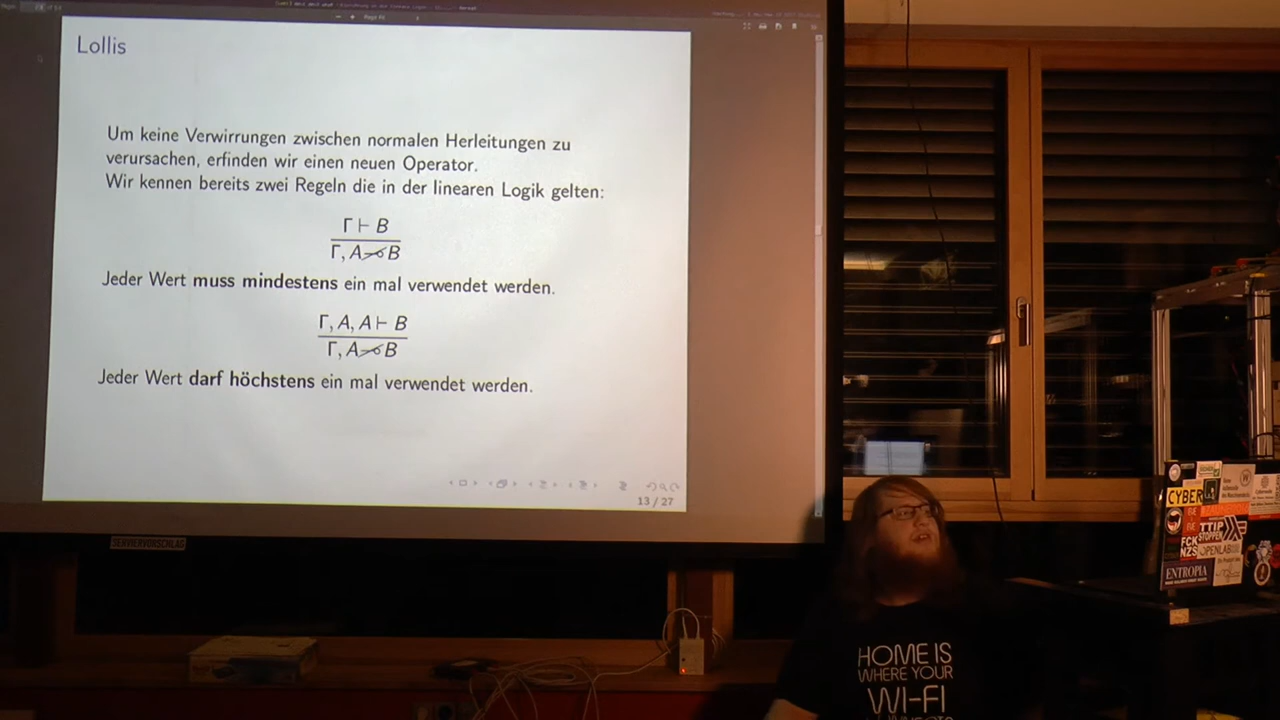 Lollis
Um keine Verwirrungen zwischen normalen Herleitungen zu
verursachen, erfinden wir einen neuen Operator.
Wir kennen bereits zwei Regeln die in der linearen Logik gelten:
Γ ⊢ B
Γ, A⊸̸B
Jeder Wert muss mindestens ein mal verwendet werden.
Γ, A, A ⊢ B
Γ, A⊸̸B
Jeder Wert darf höchstens ein mal verwendet werden.
13 / 27
SERVIERVORSCHLAG
HOME IS
WHERE YOUR
WI-FI
CYBER
TTIP
STOPPEN
FCK
NZS
OPENLAB
ENTROPIA